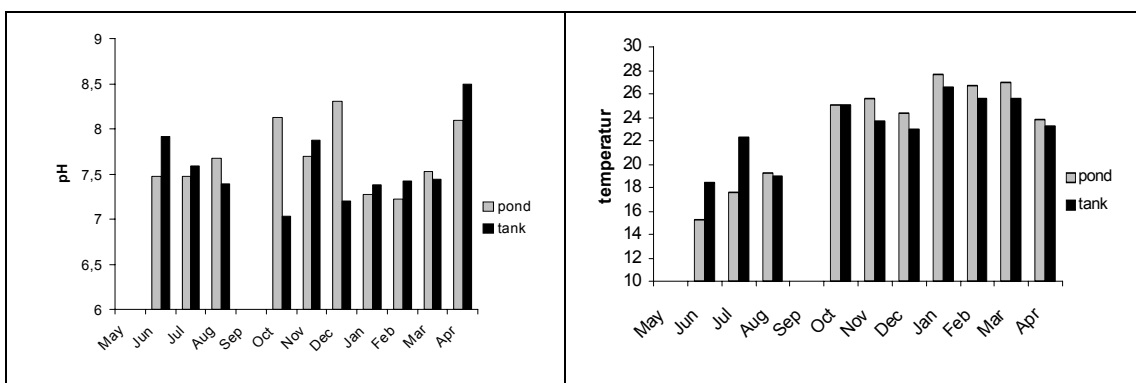 9
8,5
8
7,5
7
6,5
6
pH
May
Jun
Jul
Aug
Sep
Oct
Nov
Dec
Jan
Feb
Mar
Apr
pond
tank
30
28
26
24
22
20
18
16
14
12
10
temperatur
May
Jun
Jul
Aug
Sep
Oct
Nov
Dec
Jan
Feb
Mar
Apr
pond
tank